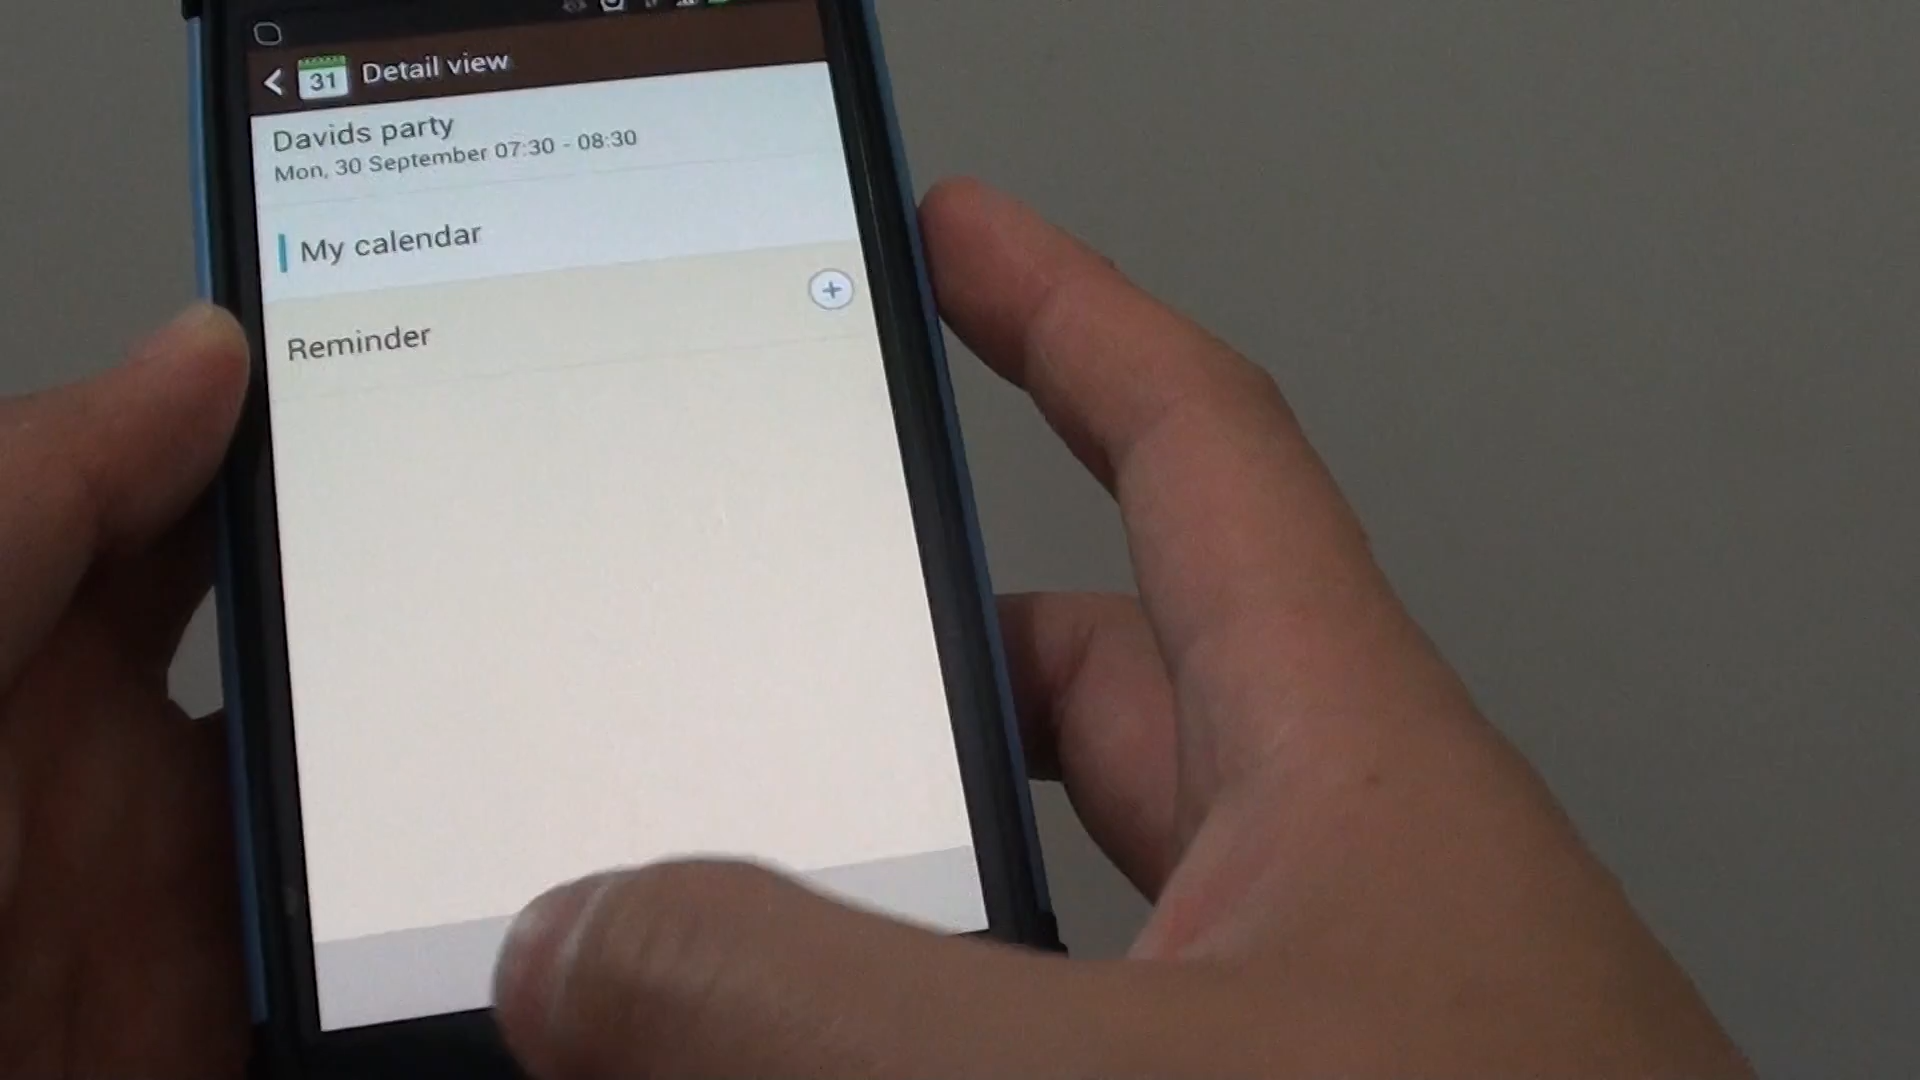 31 Detail view
Davids party
Mon, 30 September 07:30 - 08:30
My calendar
Reminder